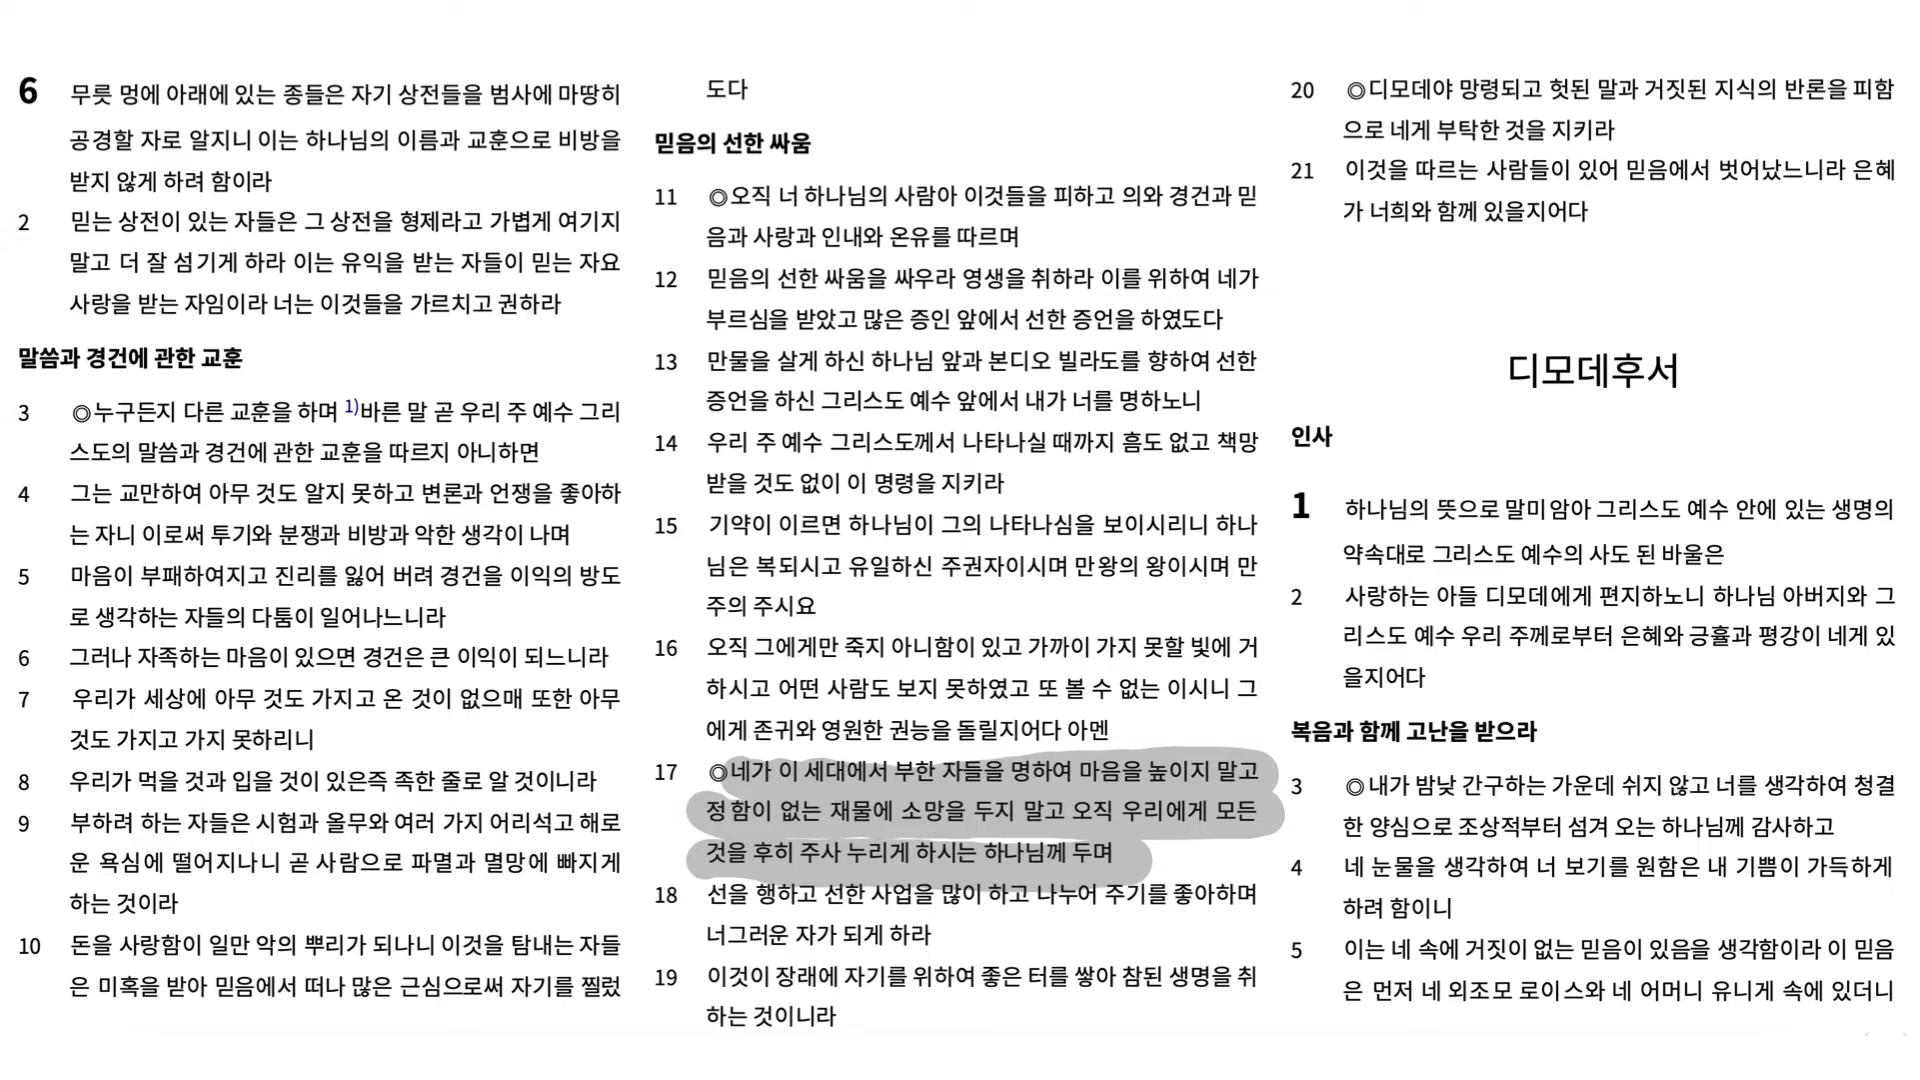 6 무릇 멍에 아래에 있는 종들은 자기 상전들을 범사에 마땅히
공경할 자로 알지니 이는 하나님의 이름과 교훈으로 비방을
받지 않게 하려 함이라
2 믿는 상전이 있는 자들은 그 상전을 형제라고 가볍게 여기지
말고 더 잘 섬기게 하라 이는 유익을 받는 자들이 믿는 자요
사랑을 받는 자임이라 너는 이것들을 가르치고 권하라
말씀과 경건에 관한 교훈
3 ◎누구든지 다른 교훈을 하며 1)바른 말 곧 우리 주 예수 그리
스도의 말씀과 경건에 관한 교훈을 따르지 아니하면
4 그는 교만하여 아무 것도 알지 못하고 변론과 언쟁을 좋아하
는 자니 이로써 투기와 분쟁과 비방과 악한 생각이 나며
5 마음이 부패하여지고 진리를 잃어 버려 경건을 이익의 방도
로 생각하는 자들의 다툼이 일어나느니라
6 그러나 자족하는 마음이 있으면 경건은 큰 이익이 되느니라
7 우리가 세상에 아무 것도 가지고 온 것이 없으매 또한 아무
것도 가지고 가지 못하리니
8 우리가 먹을 것과 입을 것이 있은즉 족한 줄로 알 것이니라
9 부하려 하는 자들은 시험과 올무와 여러 가지 어리석고 해로
운 욕심에 떨어지나니 곧 사람으로 파멸과 멸망에 빠지게
하는 것이라
10 돈을 사랑함이 일만 악의 뿌리가 되나니 이것을 탐내는 자들
은 미혹을 받아 믿음에서 떠나 많은 근심으로써 자기를 찔렀
도다
믿음의 선한 싸움
11 ◎오직 너 하나님의 사람아 이것들을 피하고 의와 경건과 믿
음과 사랑과 인내와 온유를 따르며
12 믿음의 선한 싸움을 싸우라 영생을 취하라 이를 위하여 네가
부르심을 받았고 많은 증인 앞에서 선한 증언을 하였도다
13 만물을 살게 하신 하나님 앞과 본디오 빌라도를 향하여 선한
증언을 하신 그리스도 예수 앞에서 내가 너를 명하노니
14 우리 주 예수 그리스도께서 나타나실 때까지 흠도 없고 책망
받을 것도 없이 이 명령을 지키라
15 기약이 이르면 하나님이 그의 나타나심을 보이시리니 하나
님은 복되시고 유일하신 주권자이시며 만왕의 왕이시며 만
주의 주시요
16 오직 그에게만 죽지 아니함이 있고 가까이 가지 못할 빛에 거
하시고 어떤 사람도 보지 못하였고 또 볼 수 없는 이시니 그
에게 존귀와 영원한 권능을 돌릴지어다 아멘
17 ◎네가 이 세대에서 부한 자들을 명하여 마음을 높이지 말고
정함이 없는 재물에 소망을 두지 말고 오직 우리에게 모든
것을 후히 주사 누리게 하시는 하나님께 두며
18 선을 행하고 선한 사업을 많이 하고 나누어 주기를 좋아하며
너그러운 자가 되게 하라
19 이것이 장래에 자기를 위하여 좋은 터를 쌓아 참된 생명을 취
하는 것이니라
20 ◎디모데야 망령되고 헛된 말과 거짓된 지식의 반론을 피함
으로 네게 부탁한 것을 지키라
21 이것을 따르는 사람들이 있어 믿음에서 벗어났느니라 은혜
가 너희와 함께 있을지어다
디모데후서
인사
1 하나님의 뜻으로 말미암아 그리스도 예수 안에 있는 생명의
약속대로 그리스도 예수의 사도 된 바울은
2 사랑하는 아들 디모데에게 편지하노니 하나님 아버지와 그
리스도 예수 우리 주께로부터 은혜와 긍휼과 평강이 네게 있
을지어다
복음과 함께 고난을 받으라
3 ◎내가 밤낮 간구하는 가운데 쉬지 않고 너를 생각하여 청결
한 양심으로 조상적부터 섬겨 오는 하나님께 감사하고
4 네 눈물을 생각하여 너 보기를 원함은 내 기쁨이 가득하게
하려 함이니
5 이는 네 속에 거짓이 없는 믿음이 있음을 생각함이라 이 믿음
은 먼저 네 외조모 로이스와 네 어머니 유니게 속에 있더니